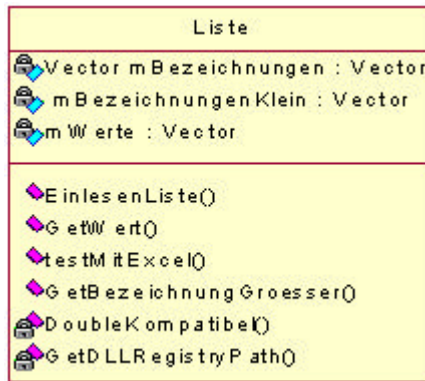 Liste
Vector mBezeichnungen : Vector
mBezeichnungenKlein : Vector
mWerte : Vector
EinlesenListe()
GetWert()
testMitExcel()
GetBezeichnungGroesser()
DoubleKompatibel()
GetDLLRegistryPath()